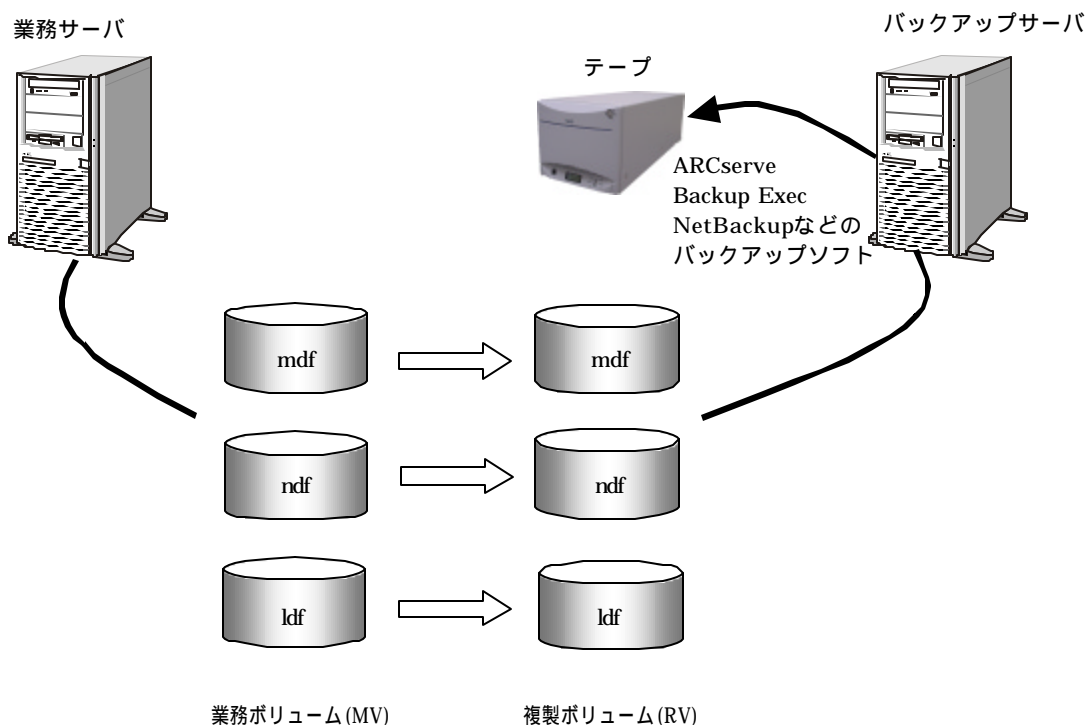 業務サーバ
バックアップサーバ
テープ
ARCserve
Backup Exec
NetBackupなどの
バックアップソフト
mdf
mdf
ndf
ndf
ldf
ldf
業務ボリューム(MV)
複製ボリューム(RV)